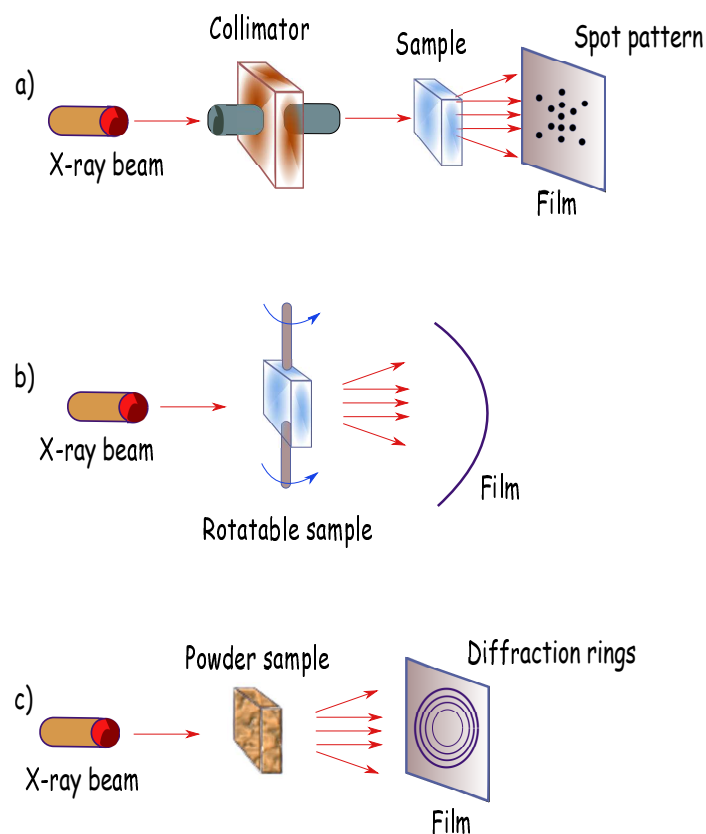 Collimator
Sample
Spot pattern
a)
X-ray beam
Film
b)
X-ray beam
Film
Rotatable sample
Powder sample
Diffraction rings
c)
X-ray beam
Film